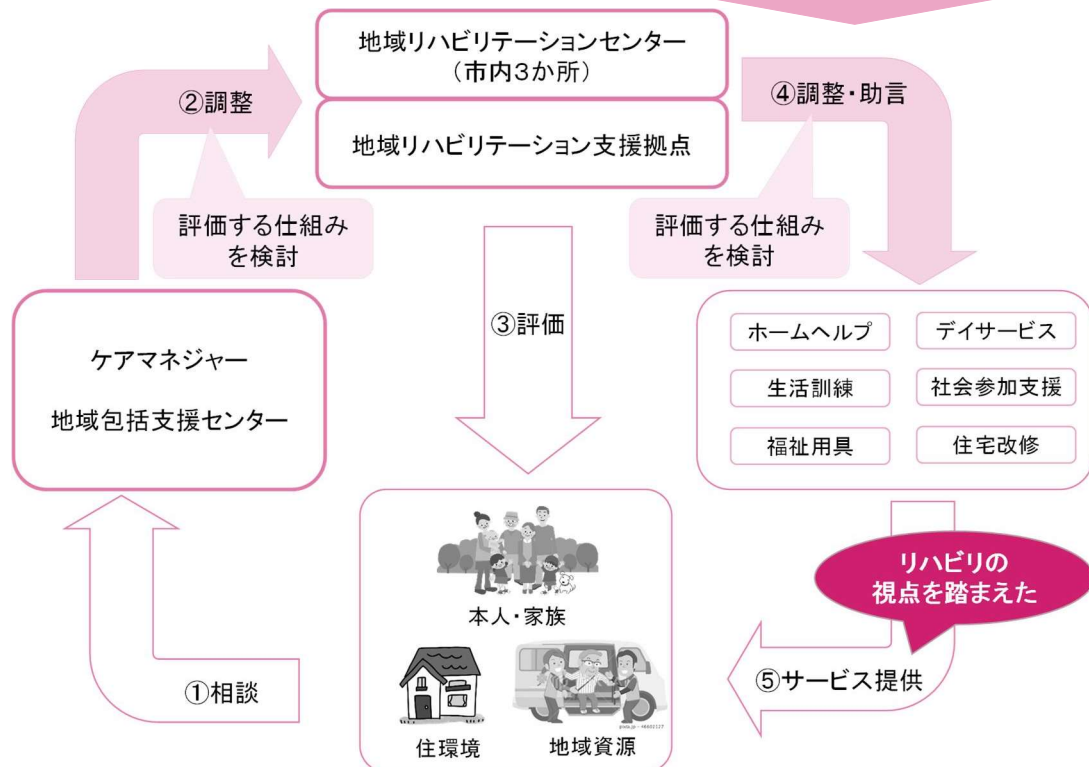 地域リハビリテーションセンター
（市内3か所）
地域リハビリテーション支援拠点
②調整
④調整・助言
評価する仕組み
を検討
評価する仕組み
を検討
③評価
ケアマネジャー
地域包括支援センター
ホームヘルプ
デイサービス
生活訓練
社会参加支援
福祉用具
住宅改修
リハビリの
視点を踏まえた
本人・家族
①相談
⑤サービス提供
住環境
地域資源